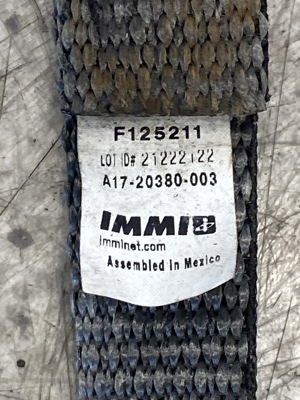 F125211
LOT ID# 21222122
A17-20380-003
IMMI
imminet.com
Assembled in Mexico